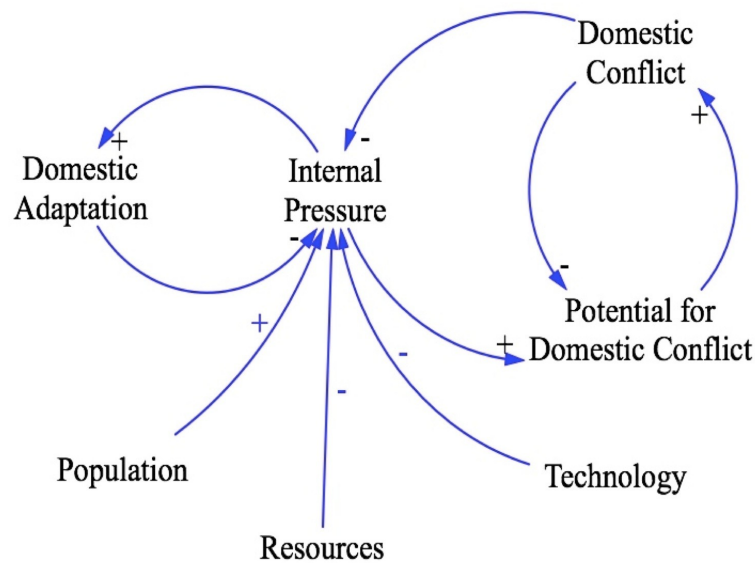 Domestic
Conflict
-
+
+
Domestic
Adaptation
Internal
Pressure
-
-
Potential for
Domestic Conflict
+
+
-
-
Population
Technology
Resources